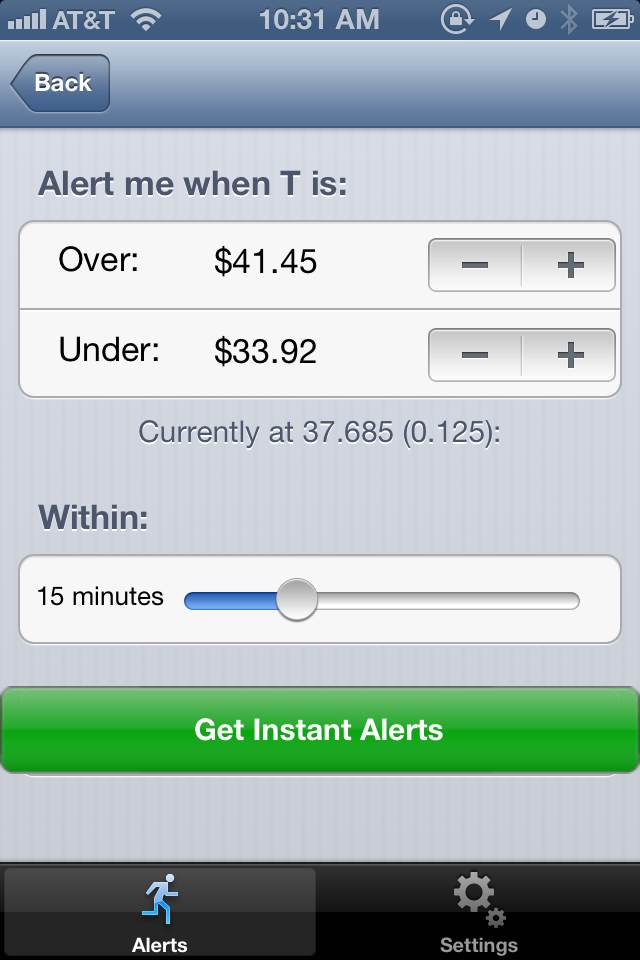 AT&T 10:31 AM
Back
Alert me when T is:
Over: $41.45
Under: $33.92
Currently at 37.685 (0.125):
Within:
15 minutes
Get Instant Alerts
Alerts Settings